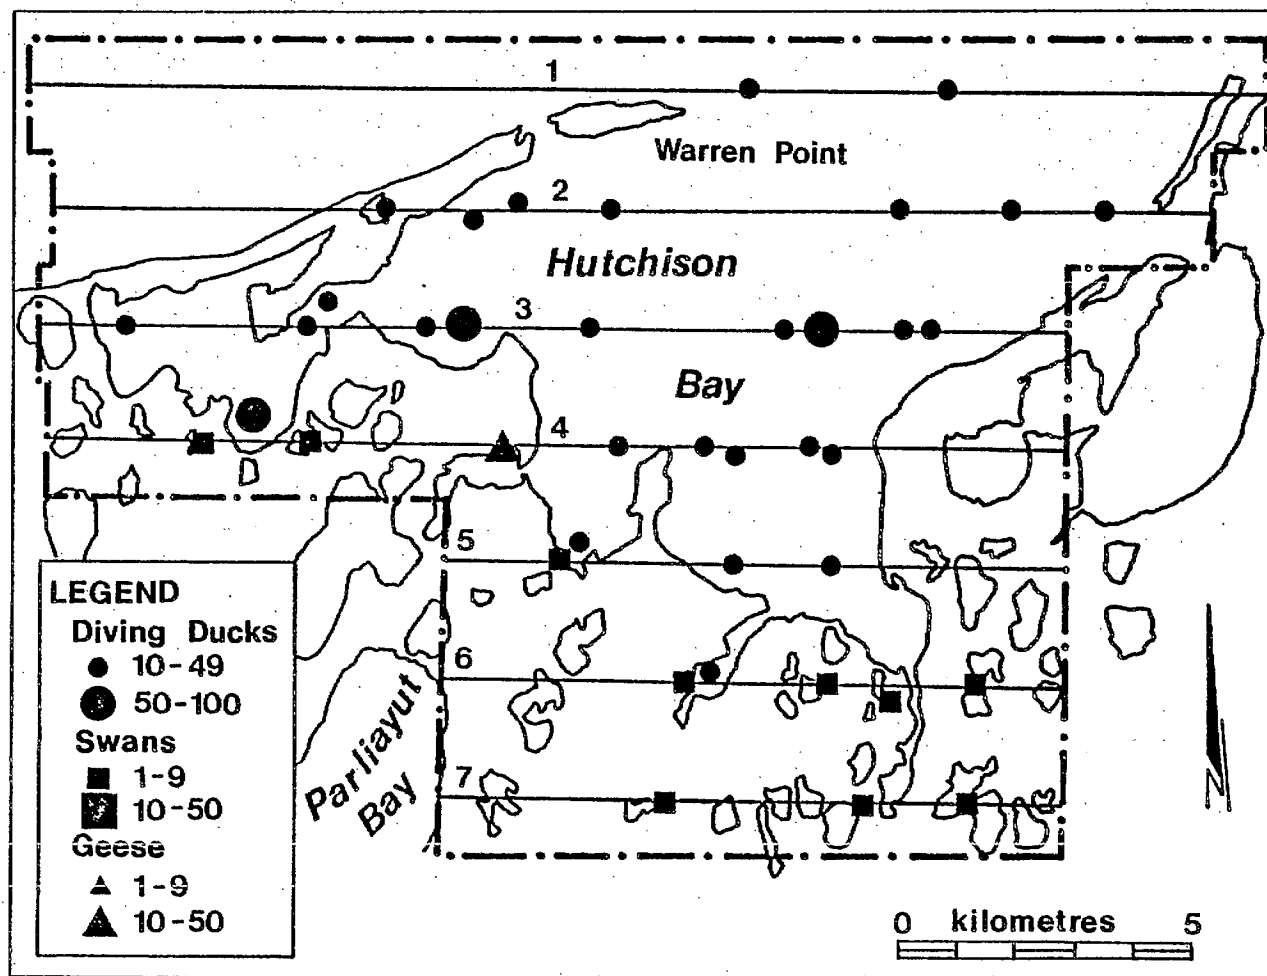 1
Warren Point
2
Hutchison
3
Bay
4
5
6
7
Parliayut
Bay
LEGEND
Diving Ducks
10-49
50-100
Swans
1-9
10-50
Geese
1-9
10-50
0 kilometres 5
N